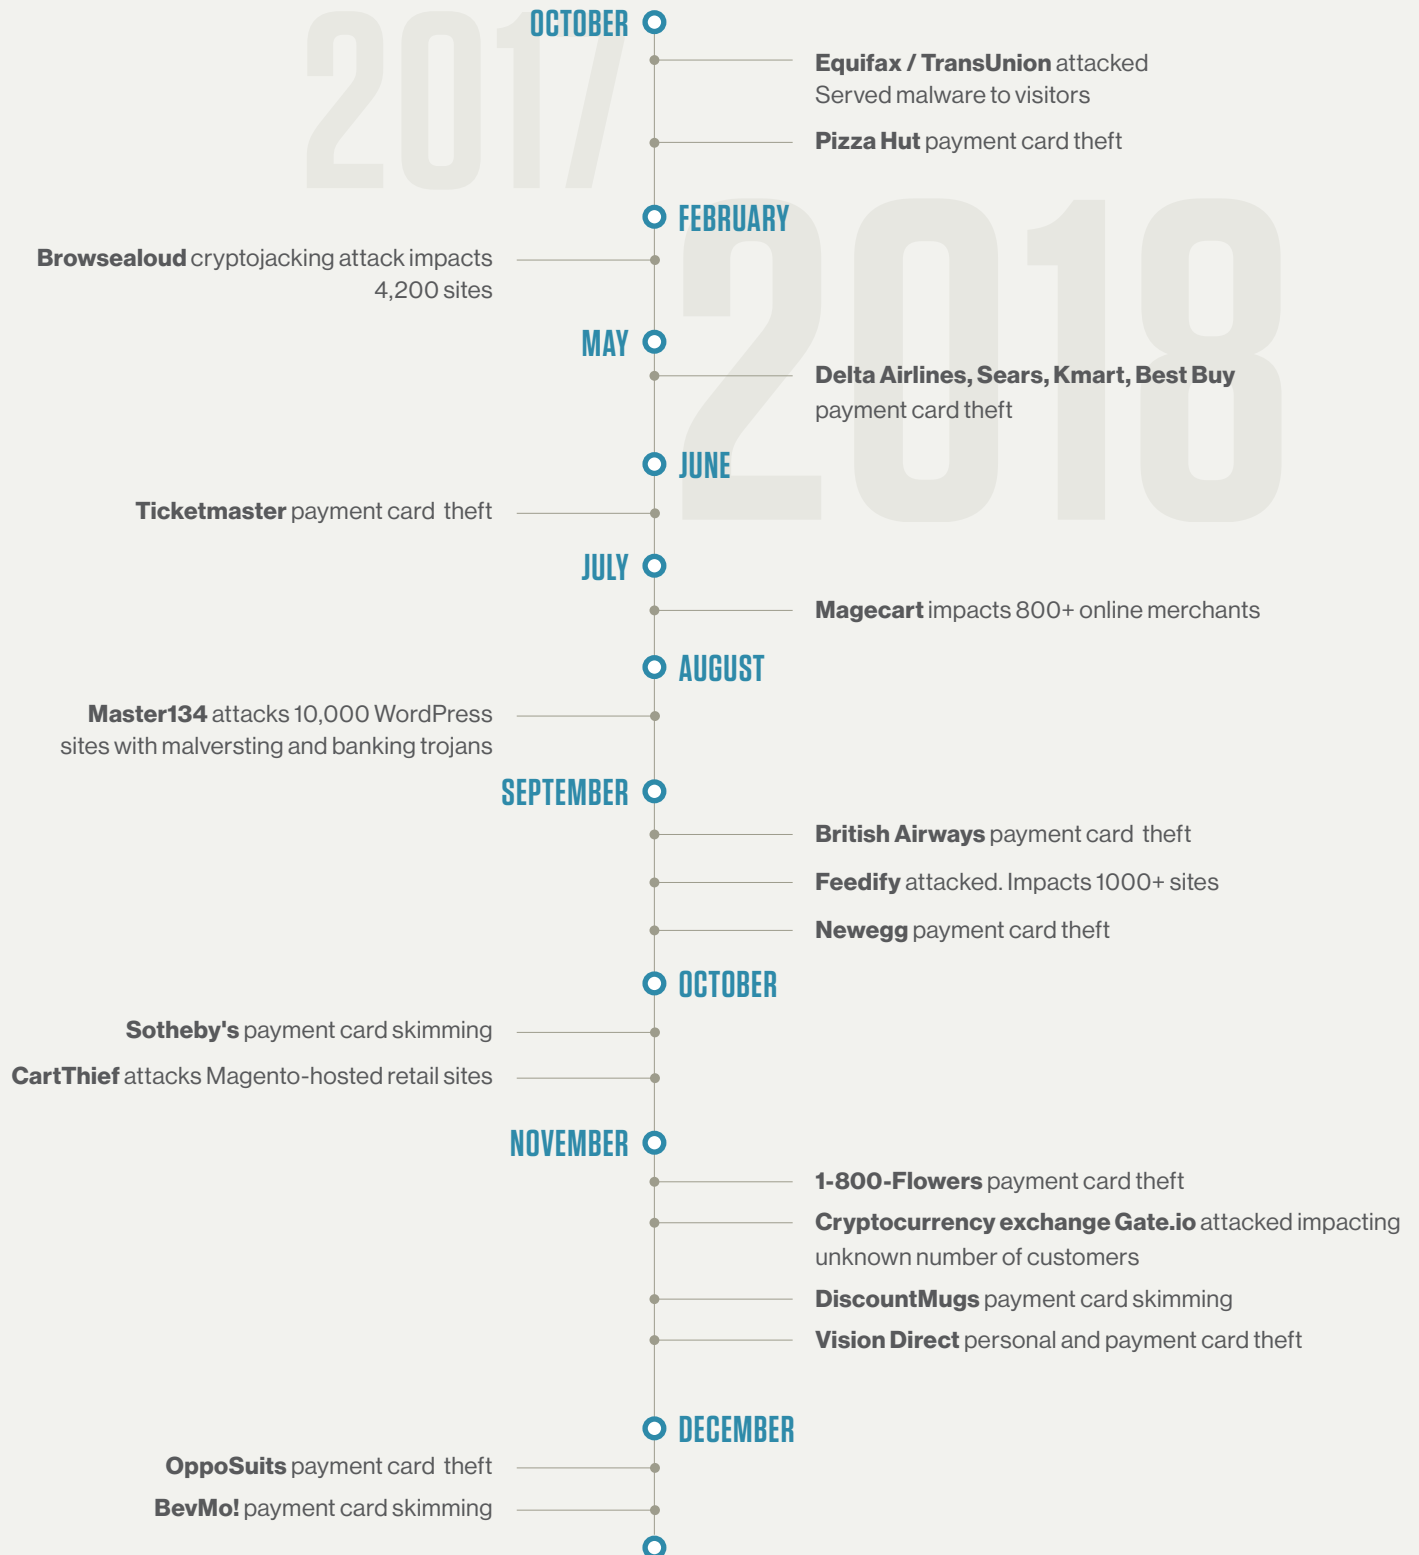 2017
OCTOBER
Equifax / TransUnion attacked
Served malware to visitors
Pizza Hut payment card theft
2018
FEBRUARY
Browsealoud cryptojacking attack impacts
4,200 sites
MAY
Delta Airlines, Sears, Kmart, Best Buy
payment card theft
JUNE
Ticketmaster payment card theft
JULY
Magecart impacts 800+ online merchants
AUGUST
Master134 attacks 10,000 WordPress
sites with malversting and banking trojans
SEPTEMBER
British Airways payment card theft
Feedify attacked. Impacts 1000+ sites
Newegg payment card theft
OCTOBER
Sotheby's payment card skimming
CartThief attacks Magento-hosted retail sites
NOVEMBER
1-800-Flowers payment card theft
Cryptocurrency exchange Gate.io attacked impacting
unknown number of customers
DiscountMugs payment card skimming
Vision Direct personal and payment card theft
DECEMBER
OppoSuits payment card theft
BevMo! payment card skimming